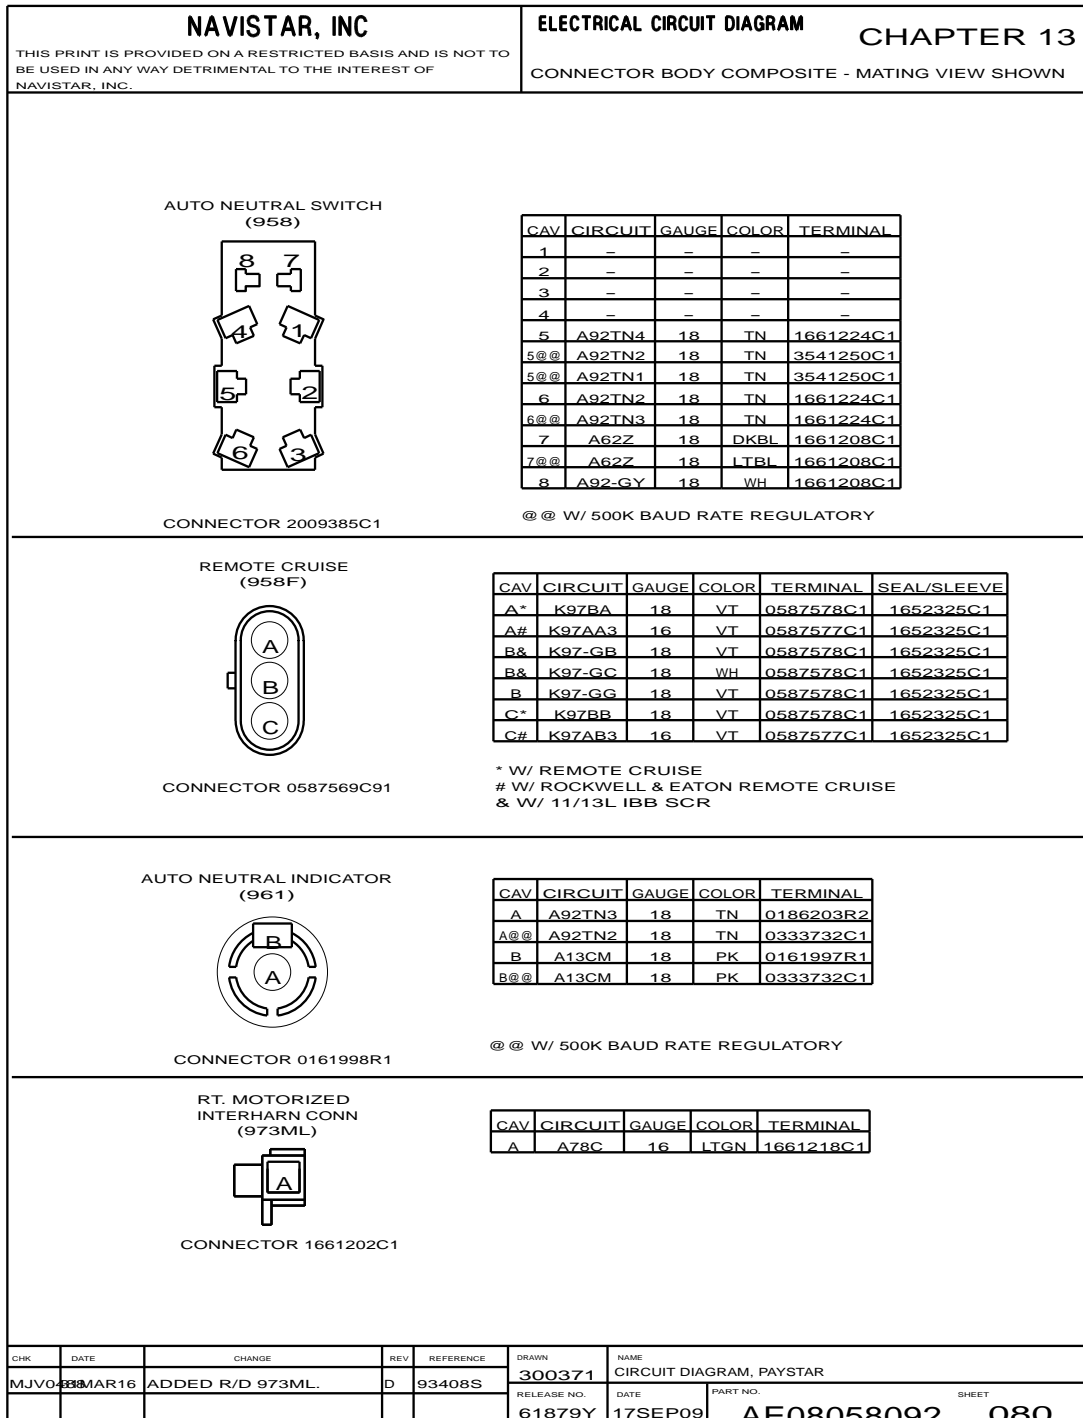 NAVISTAR, INC
THIS PRINT IS PROVIDED ON A RESTRICTED BASIS AND IS NOT TO
BE USED IN ANY WAY DETRIMENTAL TO THE INTEREST OF
NAVISTAR, INC.
ELECTRICAL CIRCUIT DIAGRAM
CHAPTER 13
CONNECTOR BODY COMPOSITE - MATING VIEW SHOWN
AUTO NEUTRAL SWITCH
(958)
8 7
4 1
5 2
6 3
CONNECTOR 2009385C1
CAV CIRCUIT GAUGE COLOR TERMINAL
1 – – – –
2 – – – –
3 – – – –
4 – – – –
5 A92TN4 18 TN 1661224C1
5@@ A92TN2 18 TN 3541250C1
5@@ A92TN1 18 TN 3541250C1
6 A92TN2 18 TN 1661224C1
6@@ A92TN3 18 TN 1661224C1
7 A62Z 18 DKBL 1661208C1
7@@ A62Z 18 LTBL 1661208C1
8 A92-GY 18 WH 1661208C1
@@ W/ 500K BAUD RATE REGULATORY
REMOTE CRUISE
(958F)
A
B
C
CONNECTOR 0587569C91
CAV CIRCUIT GAUGE COLOR TERMINAL SEAL/SLEEVE
A* K97BA 18 VT 0587578C1 1652325C1
A# K97AA3 16 VT 0587577C1 1652325C1
B& K97-GB 18 VT 0587578C1 1652325C1
B& K97-GC 18 WH 0587578C1 1652325C1
B K97-GG 18 VT 0587578C1 1652325C1
C* K97BB 18 VT 0587578C1 1652325C1
C# K97AB3 16 VT 0587577C1 1652325C1
* W/ REMOTE CRUISE
# W/ ROCKWELL & EATON REMOTE CRUISE
& W/ 11/13L IBB SCR
AUTO NEUTRAL INDICATOR
(961)
B
A
CONNECTOR 0161998R1
CAV CIRCUIT GAUGE COLOR TERMINAL
A A92TN3 18 TN 0186203R2
A@@ A92TN2 18 TN 0333732C1
B A13CM 18 PK 0161997R1
B@@ A13CM 18 PK 0333732C1
@@ W/ 500K BAUD RATE REGULATORY
RT. MOTORIZED
INTERHARN CONN
(973ML)
A
CONNECTOR 1661202C1
CAV CIRCUIT GAUGE COLOR TERMINAL
A A78C 16 LTGN 1661218C1
CHK DATE CHANGE REV REFERENCE
ADDED R/D 973ML. D 93408S
DRAWN
300371
NAME
CIRCUIT DIAGRAM, PAYSTAR
RELEASE NO.
61879Y
DATE
17SEP09
PART NO.
AE08058092
SHEET
080